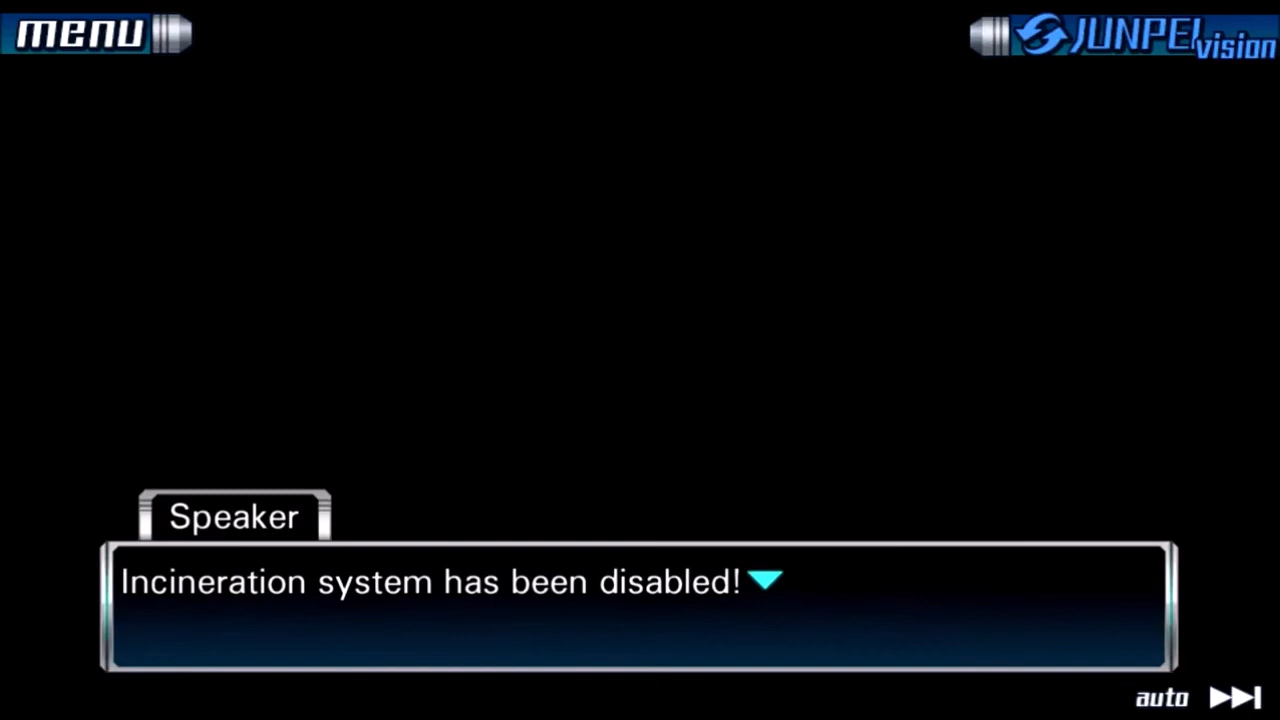 menu
JUNPEI vision
Speaker
Incineration system has been disabled!
auto